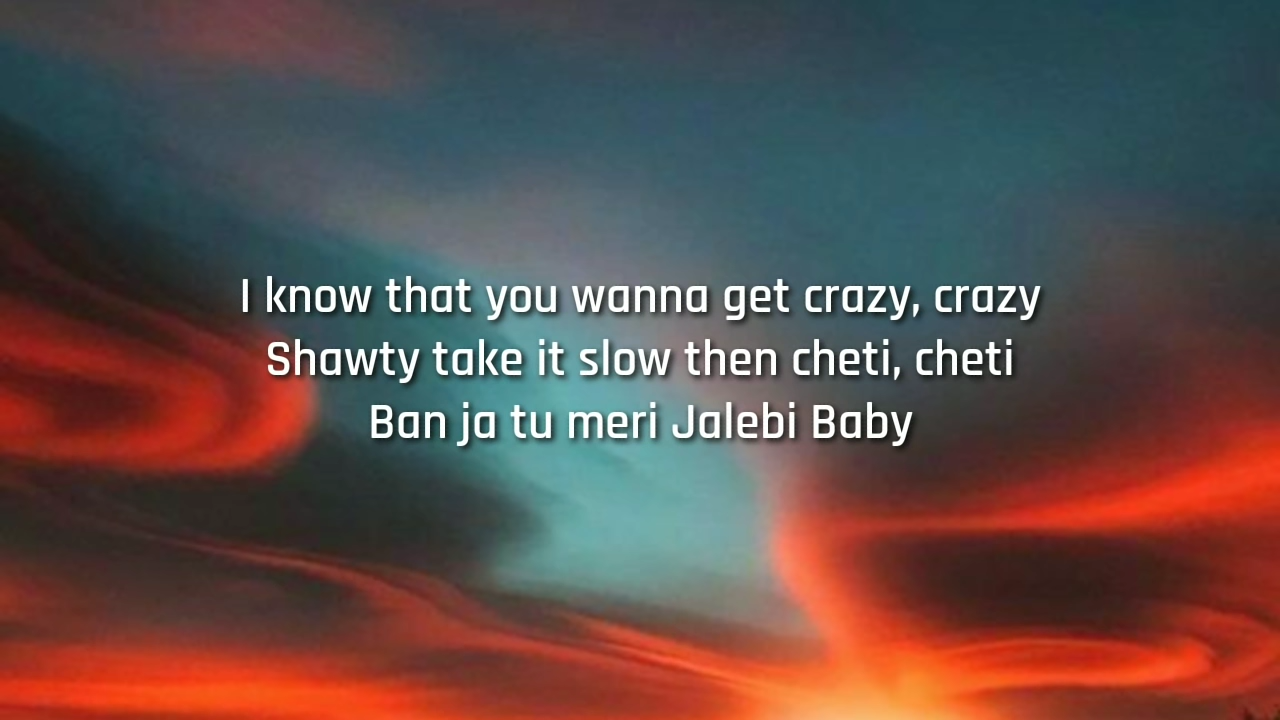 I know that you wanna get crazy, crazy
Shawty take it slow then cheti, cheti
Ban ja tu meri Jalebi Baby